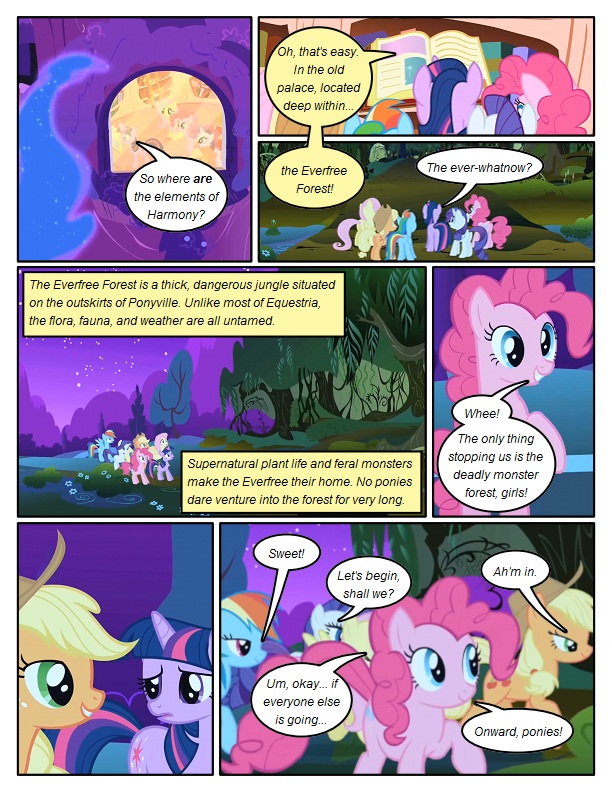 So where are
the elements of
Harmony?
Oh, that's easy.
In the old
palace, located
deep within...
the Everfree
Forest!
The ever-whatnow?
The Everfree Forest is a thick, dangerous jungle situated
on the outskirts of Ponyville. Unlike most of Equestria,
the flora, fauna, and weather are all untamed.
Supernatural plant life and feral monsters
make the Everfree their home. No ponies
dare venture into the forest for very long.
Whee!
The only thing
stopping us is the
deadly monster
forest, girls!
Sweet!
Let's begin,
shall we?
Ah'm in.
Um, okay... if
everyone else
is going...
Onward, ponies!